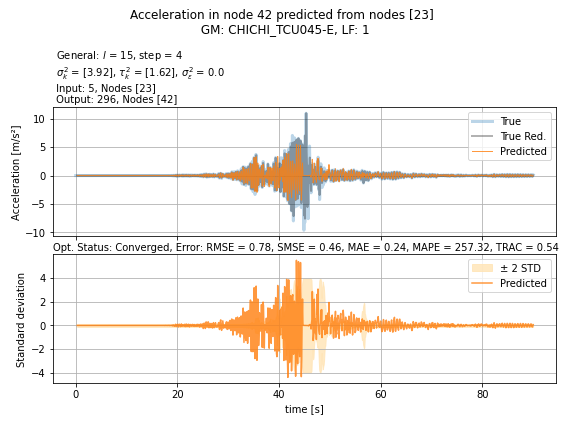 Acceleration in node 42 predicted from nodes [23]
GM: CHICHI_TCU045-E, LF: 1
General: l = 15, step = 4
σ²ₖ = [3.92], τ²ₖ = [1.62], σ²ε = 0.0
Input: 5, Nodes [23]
Output: 296, Nodes [42]
Acceleration [m/s²]
10
5
0
−5
−10
True
True Red.
Predicted
Opt. Status: Converged, Error: RMSE = 0.78, SMSE = 0.46, MAE = 0.24, MAPE = 257.32, TRAC = 0.54
Standard deviation
4
2
0
−2
−4
± 2 STD
Predicted
0 20 40 60 80
time [s]